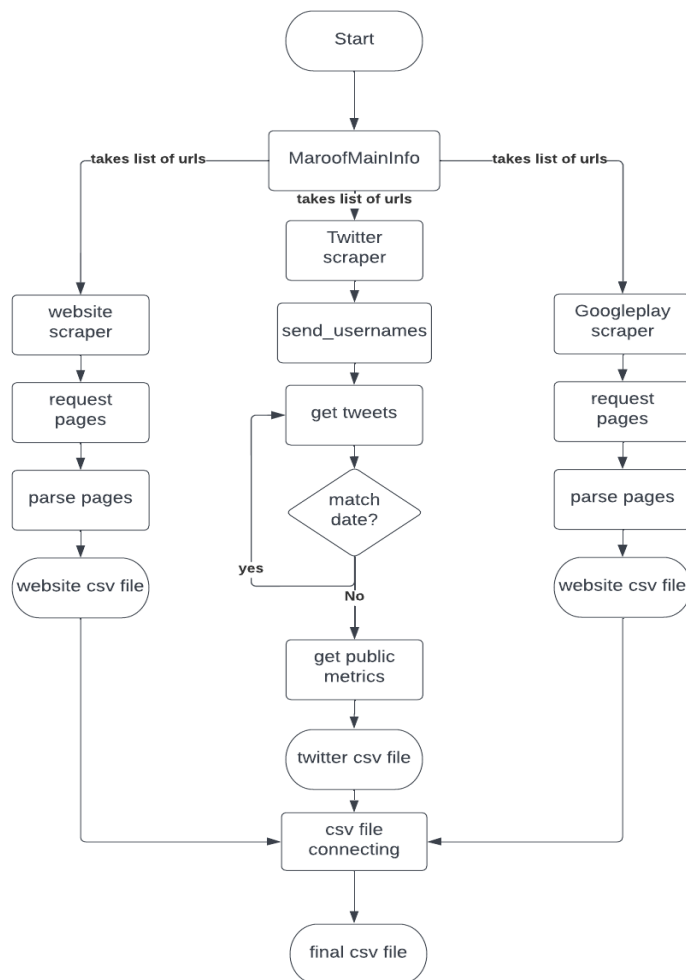 Start
MaroofMainInfo
takes list of urls
takes list of urls
takes list of urls
Twitter
scraper
website
scraper
Googleplay
scraper
send_usernames
request
pages
request
pages
get tweets
parse pages
match
date?
parse pages
yes
website csv file
No
website csv file
get public
metrics
twitter csv file
csv file
connecting
final csv file